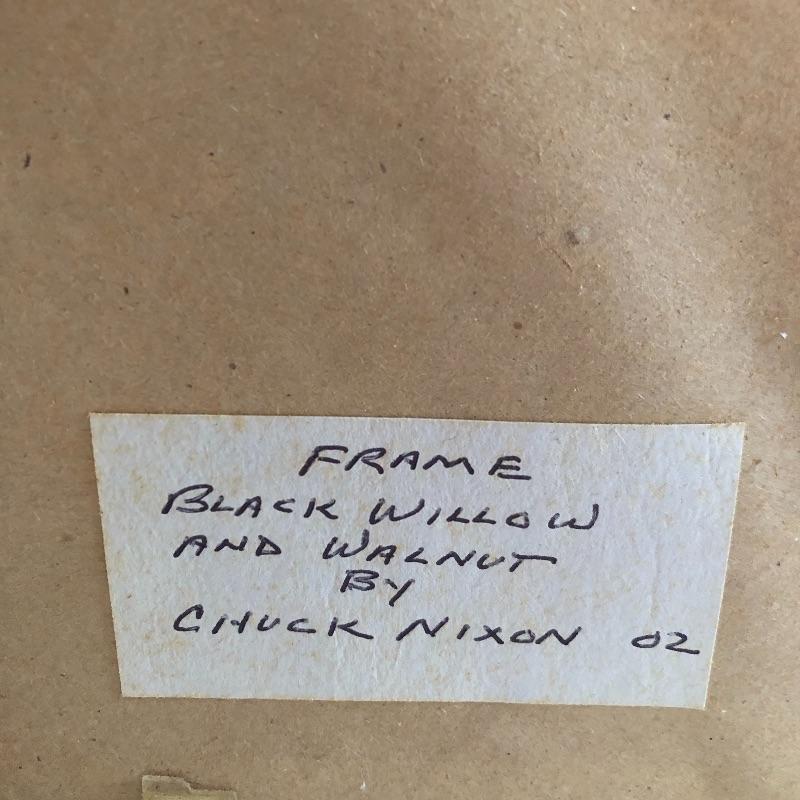 FRAME
BLACK WILLOW
AND WALNUT
BY
CHUCK NIXON 02